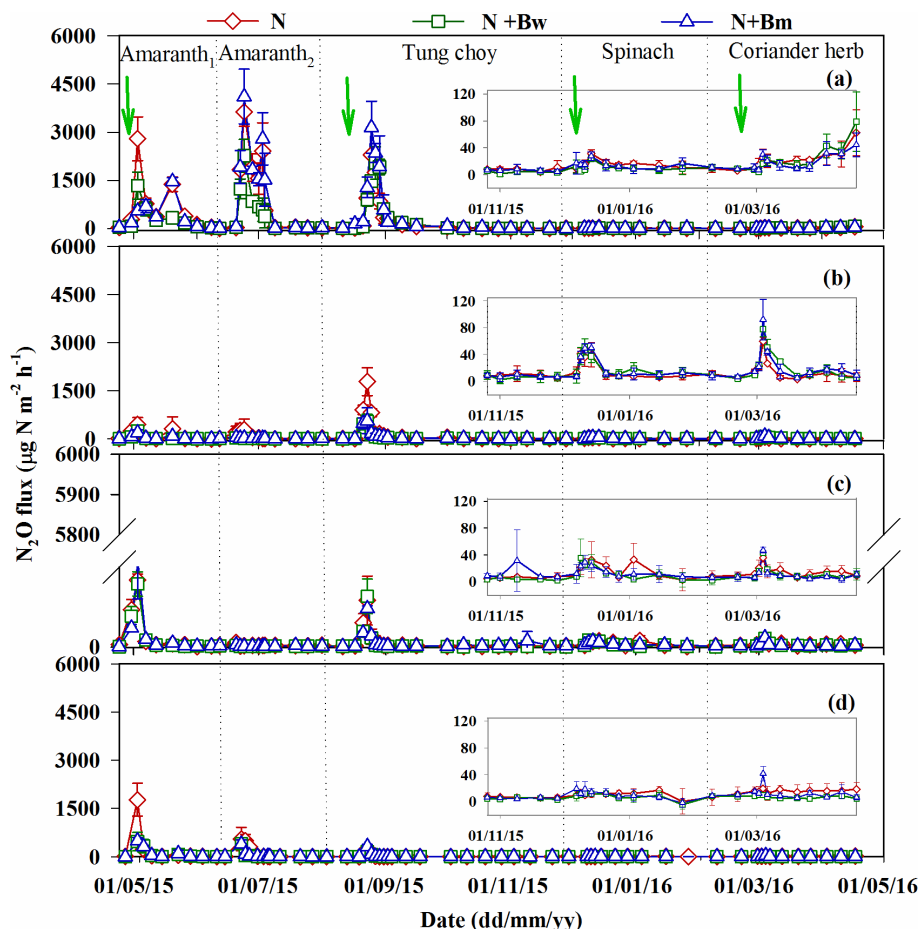 N N +Bw N+Bm
Amaranth1 Amaranth2 Tung choy Spinach Coriander herb
(a)
6000
4500
3000
1500
0
120
80
40
0
01/11/15 01/01/16 01/03/16
(b)
6000
4500
3000
1500
0
120
80
40
0
01/11/15 01/01/16 01/03/16
(c)
6000
5900
5800
0
120
80
40
0
01/11/15 01/01/16 01/03/16
(d)
6000
4500
3000
1500
0
120
80
40
0
01/11/15 01/01/16 01/03/16
N2O flux (µg N m-2 h-1)
01/05/15 01/07/15 01/09/15 01/11/15 01/01/16 01/03/16 01/05/16
Date (dd/mm/yy)